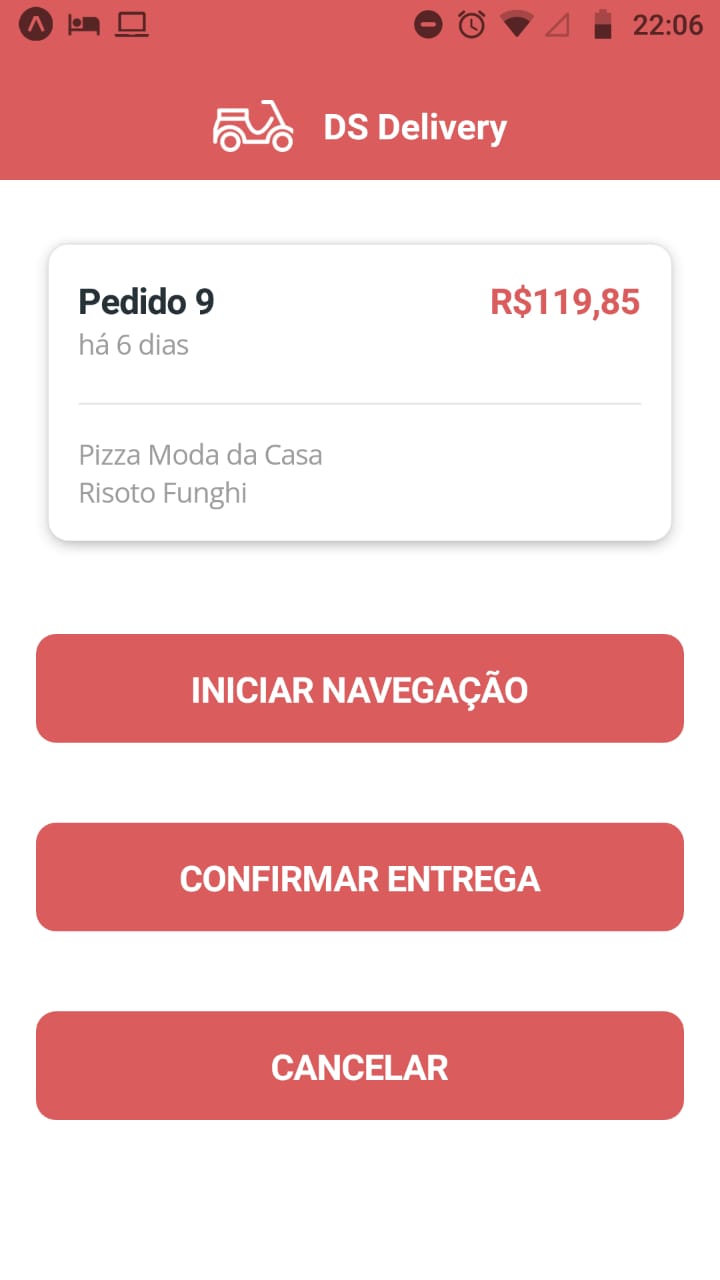 22:06
DS Delivery
Pedido 9
R$119,85
há 6 dias
Pizza Moda da Casa
Risoto Funghi
INICIAR NAVEGAÇÃO
CONFIRMAR ENTREGA
CANCELAR